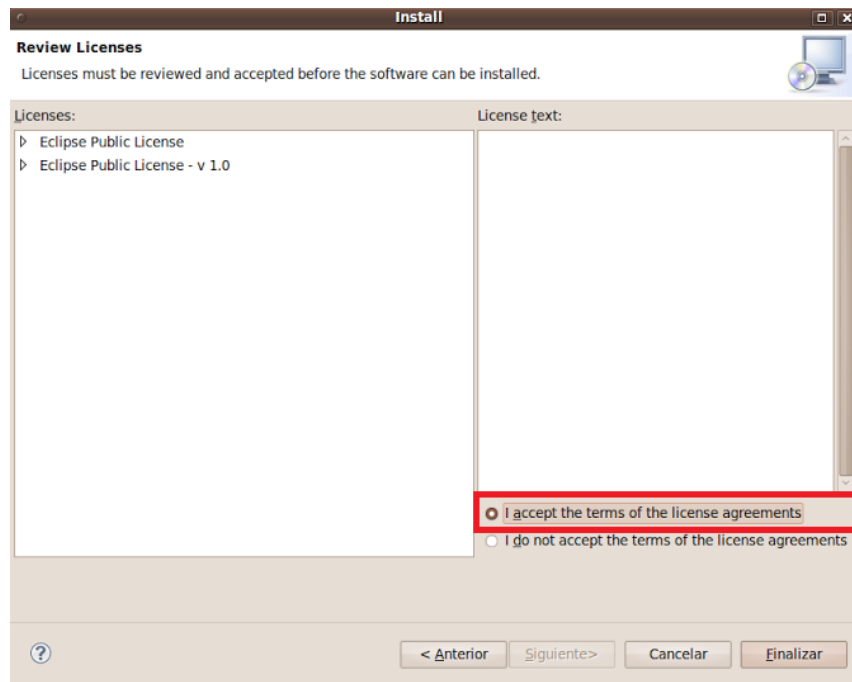 Install
Review Licenses
Licenses must be reviewed and accepted before the software can be installed.
Licenses:
Eclipse Public License
Eclipse Public License - v 1.0
License text:
I accept the terms of the license agreements
I do not accept the terms of the license agreements
?
< Anterior
Siguiente>
Cancelar
Finalizar